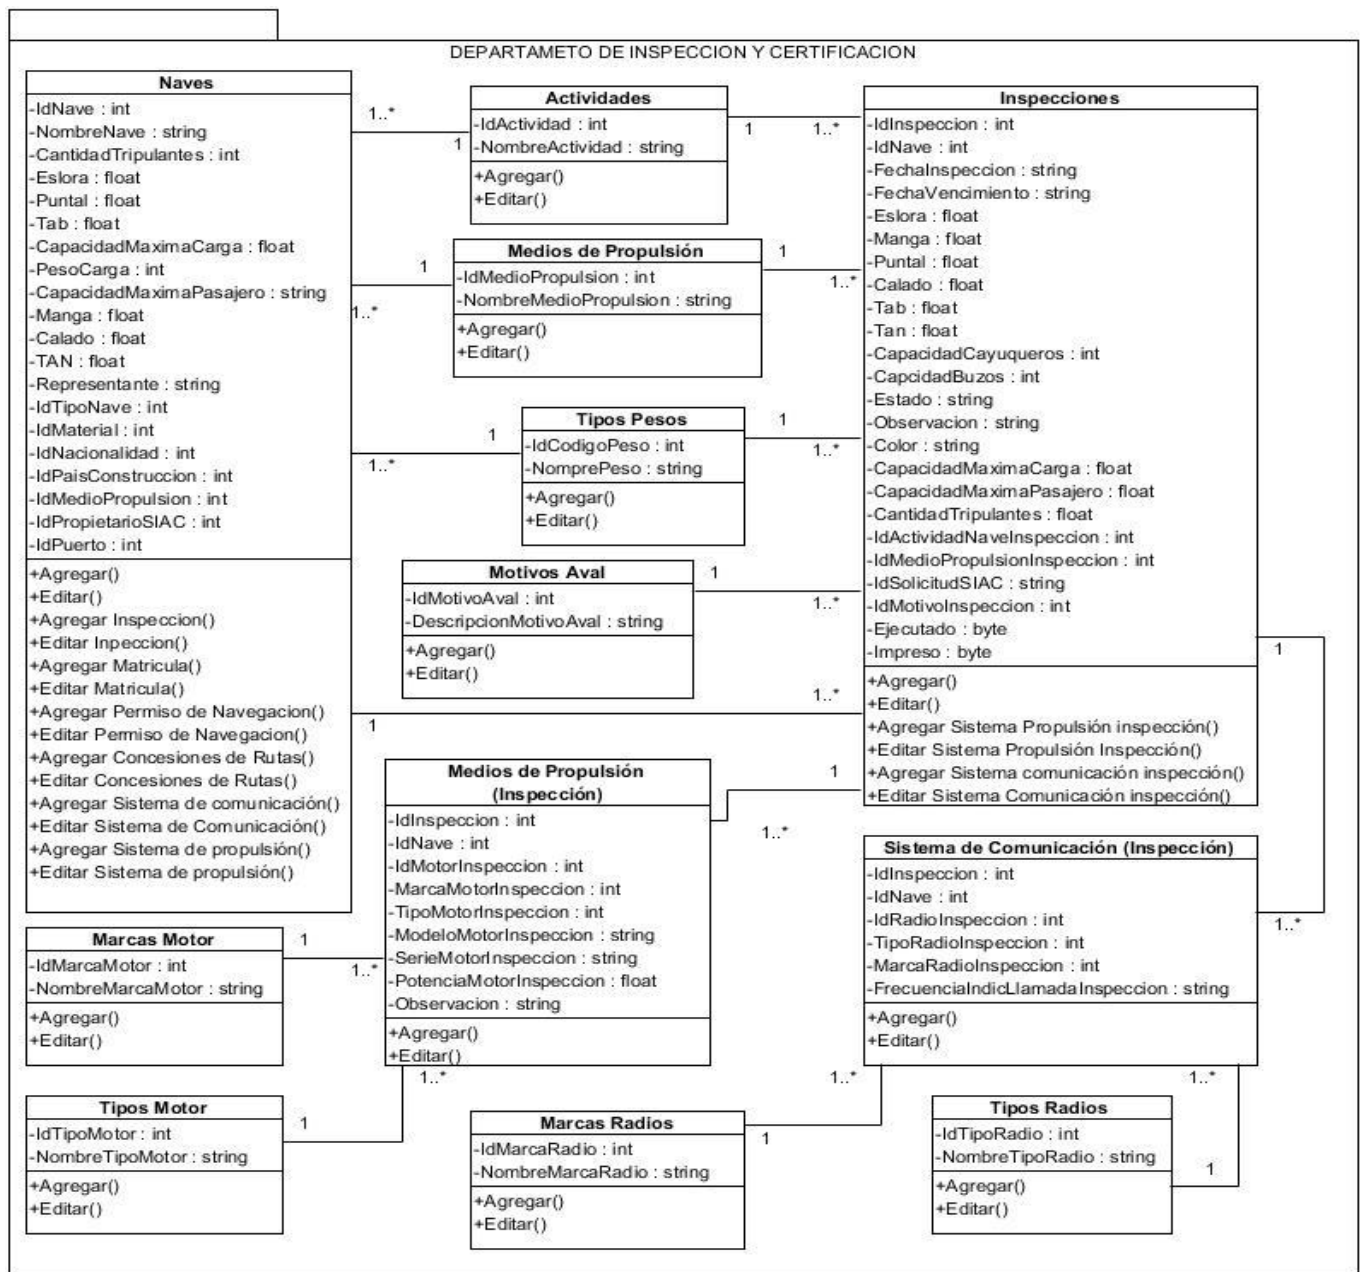 DEPARTAMETO DE INSPECCION Y CERTIFICACION
Naves
-IdNave : int
-NombreNave : string
-CantidadTripulantes : int
-Eslora : float
-Puntal : float
-Tab : float
-CapacidadMaximaCarga : float
-PesoCarga : int
-CapacidadMaximaPasajero : string
-Manga : float
-Calado : float
-TAN : float
-Representante : string
-IdTipoNave : int
-IdMaterial : int
-IdNacionalidad : int
-IdPaisConstruccion : int
-IdMedioPropulsion : int
-IdPropietarioSIAC : int
-IdPuerto : int
+Agregar()
+Editar()
+Agregar Inspeccion()
+Editar Inpeccion()
+Agregar Matricula()
+Editar Matricula()
+Agregar Permiso de Navegacion()
+Editar Permiso de Navegacion()
+Agregar Concesiones de Rutas()
+Editar Concesiones de Rutas()
+Agregar Sistema de comunicación()
+Editar Sistema de Comunicación()
+Agregar Sistema de propulsión()
+Editar Sistema de propulsión()
1..*
1
Actividades
-IdActividad : int
-NombreActividad : string
+Agregar()
+Editar()
1
1..*
1
1..*
Medios de Propulsión
-IdMedioPropulsion : int
-NombreMedioPropulsion : string
+Agregar()
+Editar()
1
1..*
1
1..*
Tipos Pesos
-IdCodigoPeso : int
-NomprePeso : string
+Agregar()
+Editar()
1
1..*
Motivos Aval
-IdMotivoAval : int
-DescripcionMotivoAval : string
+Agregar()
+Editar()
1
1..*
1
1..*
Inspecciones
-IdInspeccion : int
-IdNave : int
-FechaInspeccion : string
-FechaVencimiento : string
-Eslora : float
-Manga : float
-Puntal : float
-Calado : float
-Tab : float
-Tan : float
-CapacidadCayuqueros : int
-CapcidadBuzos : int
-Estado : string
-Observacion : string
-Color : string
-CapacidadMaximaCarga : float
-CapacidadMaximaPasajero : float
-CantidadTripulantes : float
-IdActividadNaveInspeccion : int
-IdMedioPropulsionInspeccion : int
-IdSolicitudSIAC : string
-IdMotivoInspeccion : int
-Ejecutado : byte
-Impreso : byte
+Agregar()
+Editar()
+Agregar Sistema Propulsión inspección()
+Editar Sistema Propulsión Inspección()
+Agregar Sistema comunicación inspección()
+Editar Sistema Comunicación inspección()
1
1..*
Medios de Propulsión
(Inspección)
-IdInspeccion : int
-IdNave : int
-IdMotorInspeccion : int
-MarcaMotorInspeccion : int
-TipoMotorInspeccion : int
-ModeloMotorInspeccion : string
-SerieMotorInspeccion : string
-PotenciaMotorInspeccion : float
-Observacion : string
+Agregar()
+Editar()
1
1..*
Sistema de Comunicación (Inspección)
-IdInspeccion : int
-IdNave : int
-IdRadioInspeccion : int
-TipoRadioInspeccion : int
-MarcaRadioInspeccion : int
-FrecuenciaIndicLlamadaInspeccion : string
+Agregar()
+Editar()
Marcas Motor
-IdMarcaMotor : int
-NombreMarcaMotor : string
+Agregar()
+Editar()
1
1..*
Tipos Motor
-IdTipoMotor : int
-NombreTipoMotor : string
+Agregar()
+Editar()
1
1..*
Marcas Radios
-IdMarcaRadio : int
-NombreMarcaRadio : string
+Agregar()
+Editar()
1
1..*
Tipos Radios
-IdTipoRadio : int
-NombreTipoRadio : string
+Agregar()
+Editar()
1
1..*